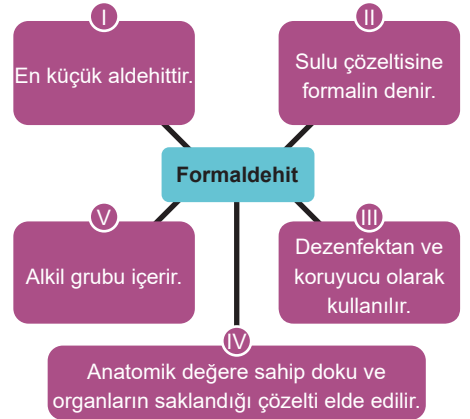 I
En küçük aldehittir.
II
Sulu çözeltisine
formalin denir.
Formaldehit
V
Alkil grubu içerir.
III
Dezenfektan ve
koruyucu olarak
kullanılır.
IV
Anatomik değere sahip doku ve
organların saklandığı çözelti elde edilir.